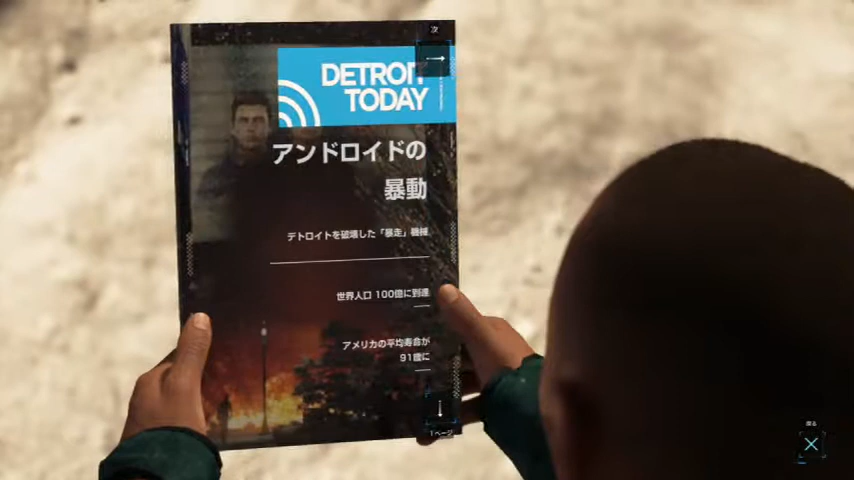 次
DETROIT
TODAY
アンドロイドの
暴動
デトロイトを破壊した「暴走」機械
世界人口 100億に到達
アメリカの平均寿命が
91歳に
1ページ
戻る